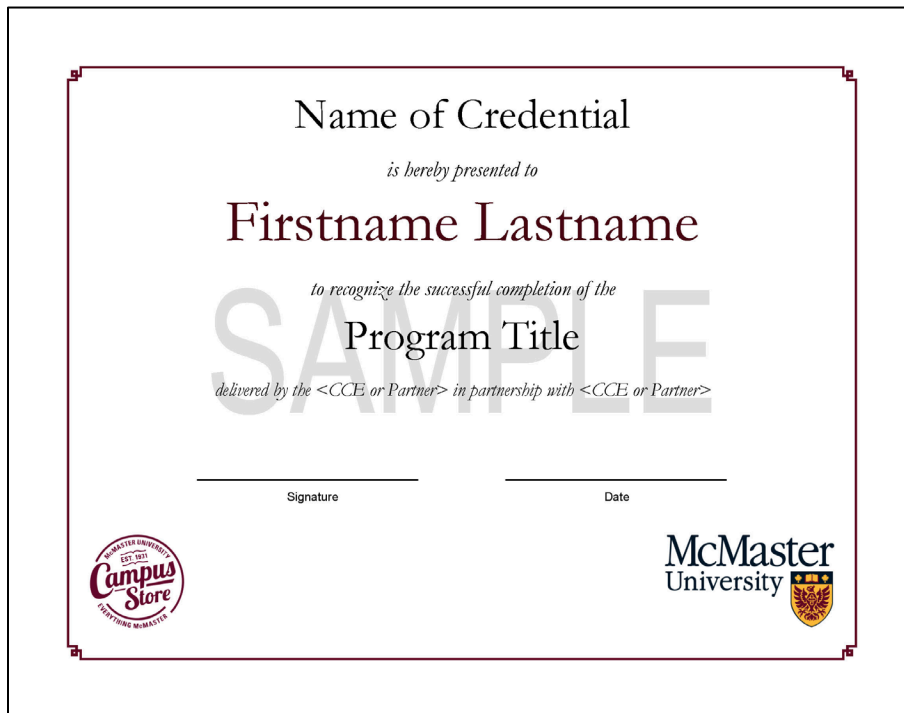 Name of Credential
is hereby presented to
Firstname Lastname
to recognize the successful completion of the
SAMPLE
Program Title
delivered by the <CCE or Partner> in partnership with <CCE or Partner>
Signature
Date
McMASTER UNIVERSITY
EST. 1931
Campus
Store
EVERYTHING McMASTER
McMaster
University